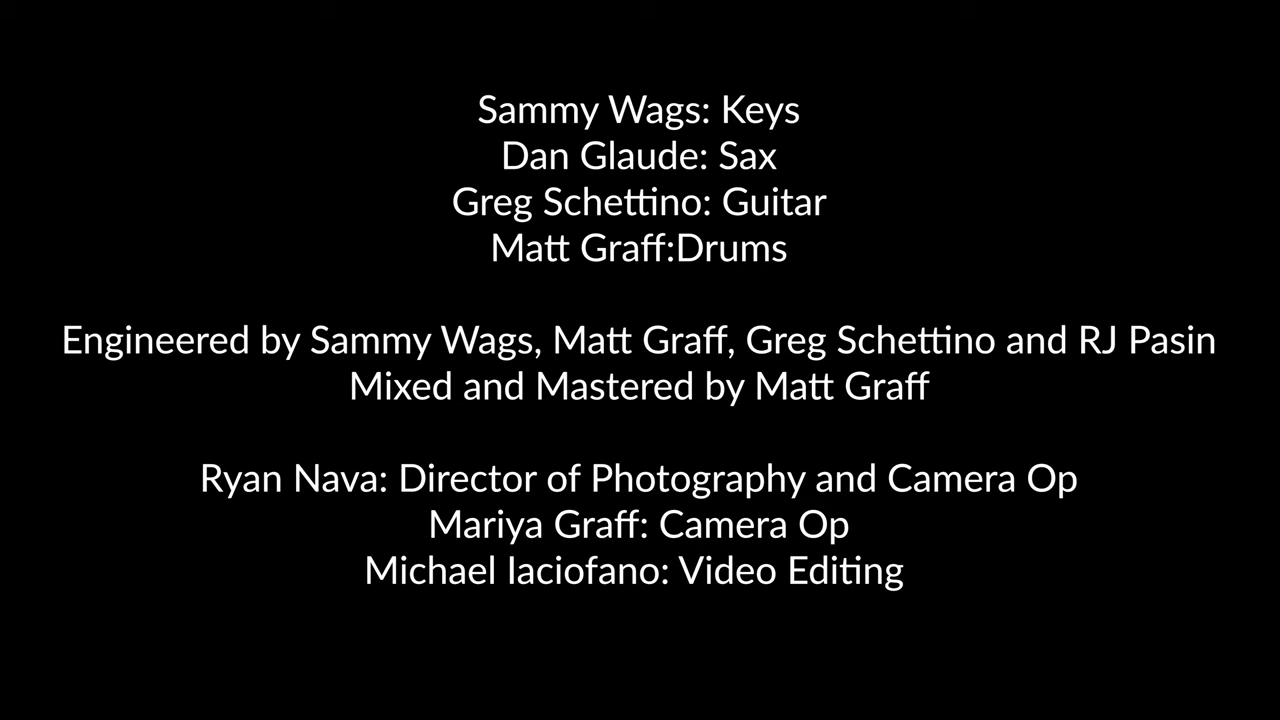 Sammy Wags: Keys
Dan Glaude: Sax
Greg Schettino: Guitar
Matt Graff:Drums
Engineered by Sammy Wags, Matt Graff, Greg Schettino and RJ Pasin
Mixed and Mastered by Matt Graff
Ryan Nava: Director of Photography and Camera Op
Mariya Graff: Camera Op
Michael Iaciofano: Video Editing